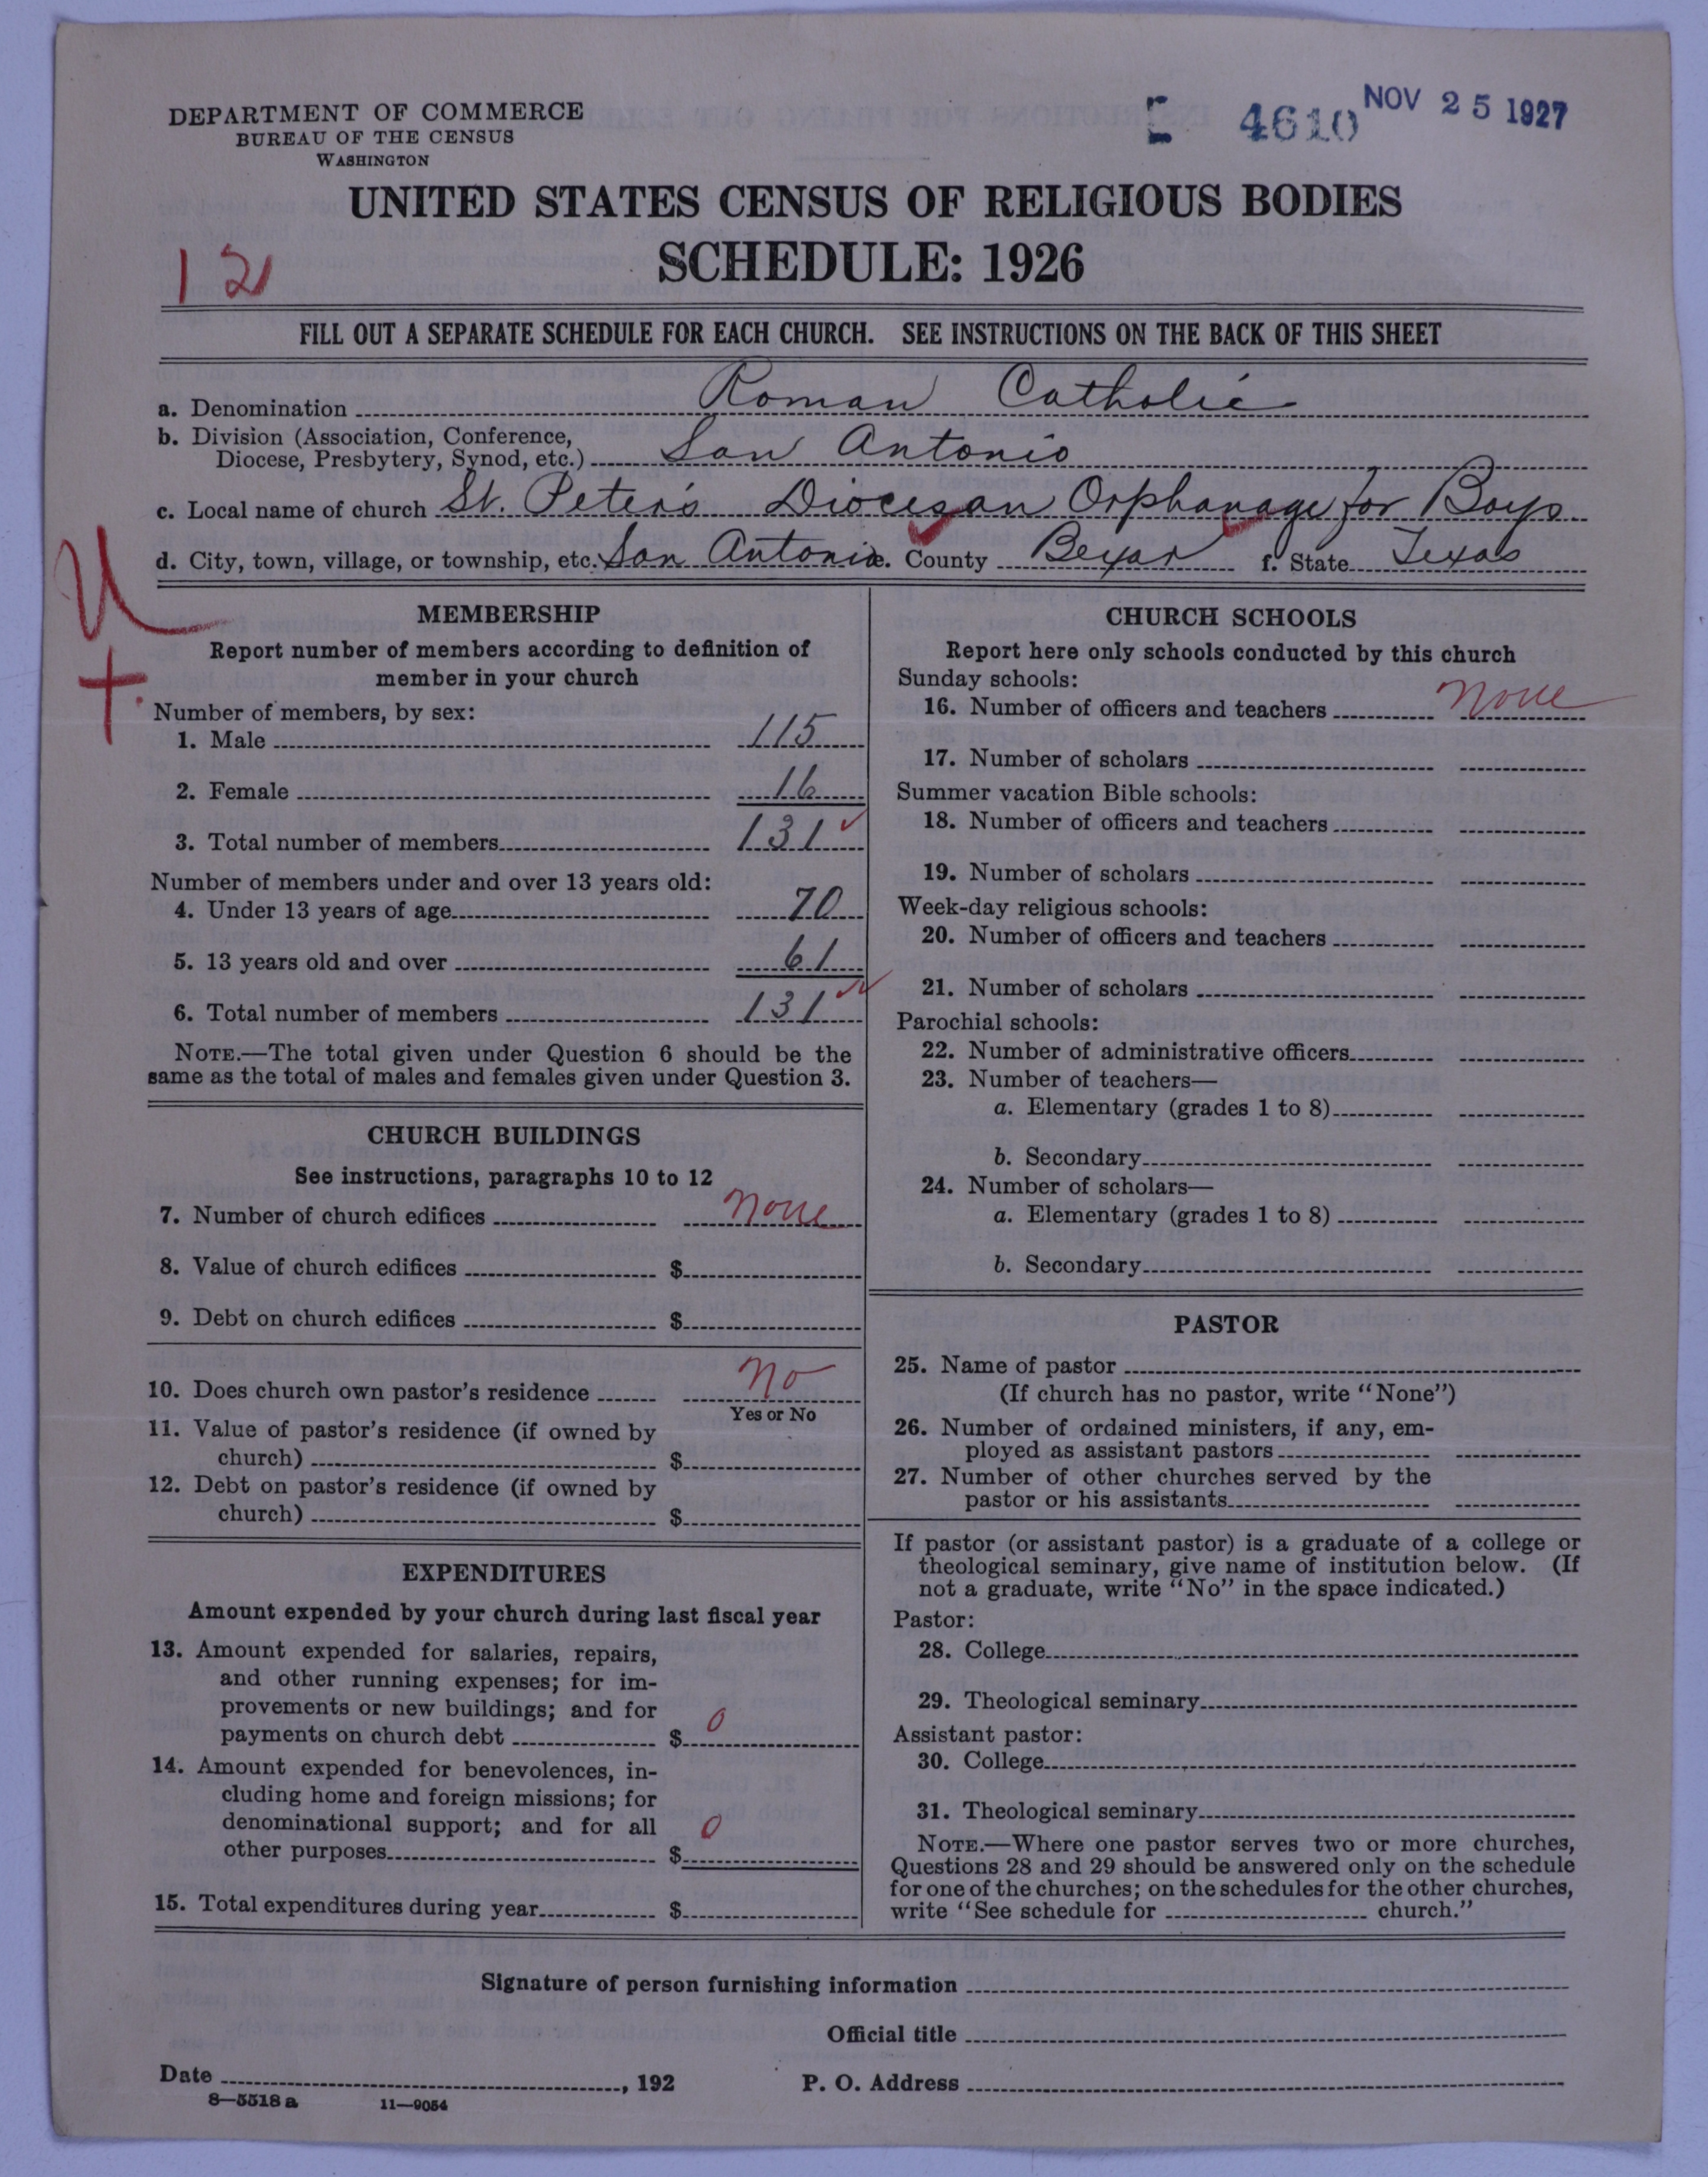 DEPARTMENT OF COMMERCE
BUREAU OF THE CENSUS
WASHINGTON
4610 NOV 25 1927
UNITED STATES CENSUS OF RELIGIOUS BODIES
SCHEDULE: 1926
12
FILL OUT A SEPARATE SCHEDULE FOR EACH CHURCH. SEE INSTRUCTIONS ON THE BACK OF THIS SHEET
a. Denomination Roman Catholic
b. Division (Association, Conference,
Diocese, Presbytery, Synod, etc.) San Antonio
c. Local name of church St. Peter's Diocesan Orphanage for Boys
d. City, town, village, or township, etc. San Antonio e. County Bexar f. State Texas
MEMBERSHIP
Report number of members according to definition of
member in your church
Number of members, by sex:
1. Male 115
2. Female 16
3. Total number of members 131
Number of members under and over 13 years old:
4. Under 13 years of age 70
5. 13 years old and over 61
6. Total number of members 131
NOTE.—The total given under Question 6 should be the
same as the total of males and females given under Question 3.
CHURCH BUILDINGS
See instructions, paragraphs 10 to 12
7. Number of church edifices none
8. Value of church edifices $
9. Debt on church edifices $
10. Does church own pastor's residence No
Yes or No
11. Value of pastor's residence (if owned by
church) $
12. Debt on pastor's residence (if owned by
church) $
EXPENDITURES
Amount expended by your church during last fiscal year
13. Amount expended for salaries, repairs,
and other running expenses; for im-
provements or new buildings; and for
payments on church debt $ 0
14. Amount expended for benevolences, in-
cluding home and foreign missions; for
denominational support; and for all
other purposes $ 0
15. Total expenditures during year $
CHURCH SCHOOLS
Report here only schools conducted by this church
Sunday schools:
16. Number of officers and teachers none
17. Number of scholars
Summer vacation Bible schools:
18. Number of officers and teachers
19. Number of scholars
Week-day religious schools:
20. Number of officers and teachers
21. Number of scholars
Parochial schools:
22. Number of administrative officers
23. Number of teachers—
a. Elementary (grades 1 to 8)
b. Secondary
24. Number of scholars—
a. Elementary (grades 1 to 8)
b. Secondary
PASTOR
25. Name of pastor
(If church has no pastor, write "None")
26. Number of ordained ministers, if any, em-
ployed as assistant pastors
27. Number of other churches served by the
pastor or his assistants
If pastor (or assistant pastor) is a graduate of a college or
theological seminary, give name of institution below. (If
not a graduate, write "No" in the space indicated.)
Pastor:
28. College
29. Theological seminary
Assistant pastor:
30. College
31. Theological seminary
NOTE.—Where one pastor serves two or more churches,
Questions 28 and 29 should be answered only on the schedule
for one of the churches; on the schedules for the other churches,
write "See schedule for church."
Signature of person furnishing information
Official title
Date , 192 P. O. Address
8—5518 a 11—9054